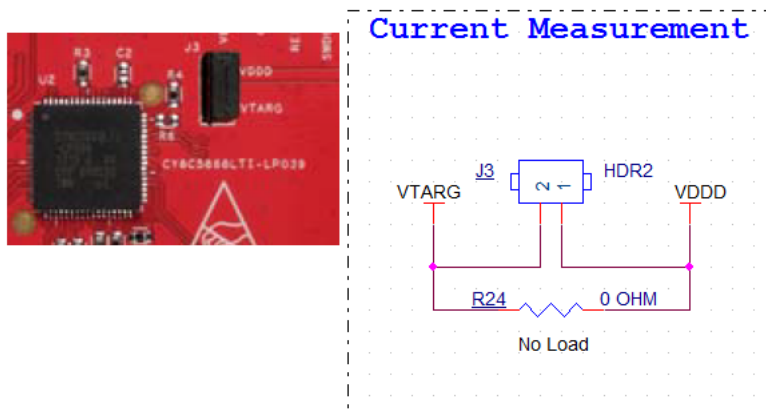 Current Measurement
R3
C2
J3
VDDD
U2
R4
VTARG
R6
CY8C5868LTI-LP039
J3
HDR2
2
1
VTARG
VDDD
R24
0 OHM
No Load